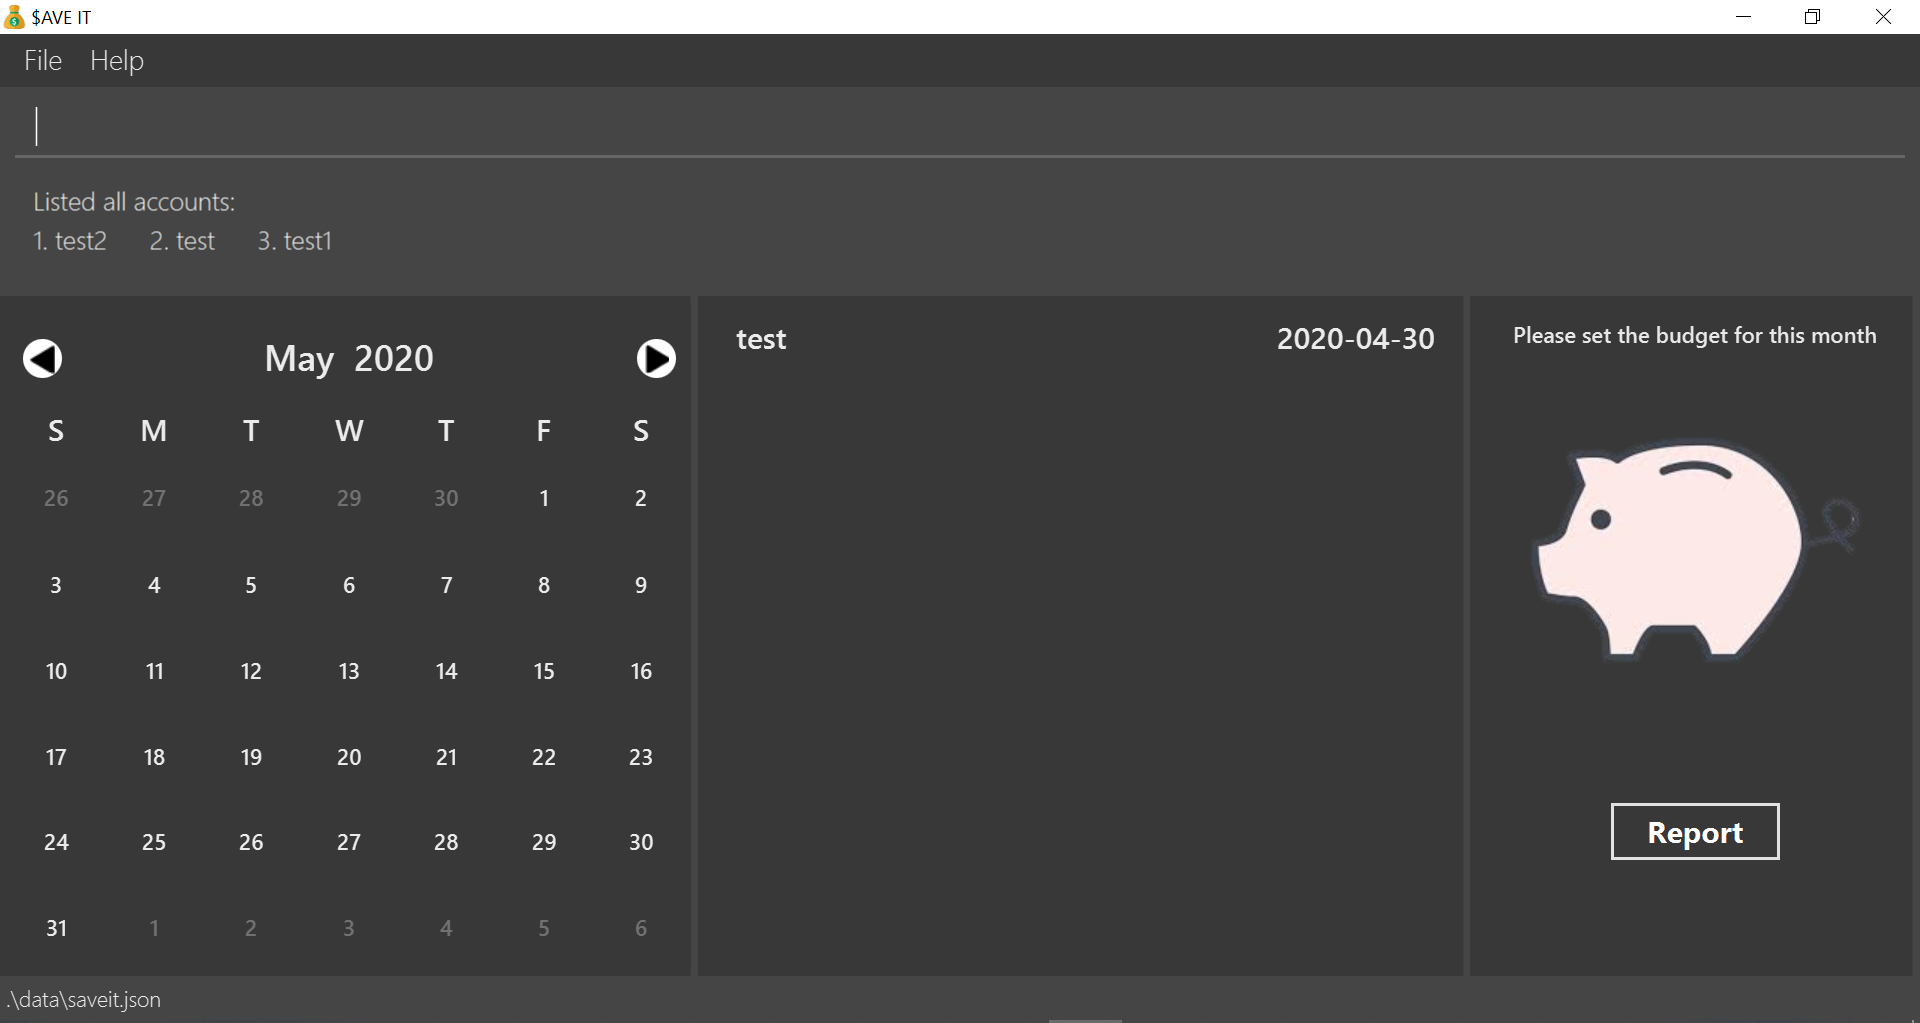 $AVE IT
File Help
Listed all accounts:
1. test2 2. test 3. test1
May 2020
S M T W T F S
26 27 28 29 30 1 2
3 4 5 6 7 8 9
10 11 12 13 14 15 16
17 18 19 20 21 22 23
24 25 26 27 28 29 30
31 1 2 3 4 5 6
test 2020-04-30
Please set the budget for this month
Report
.\data\saveit.json